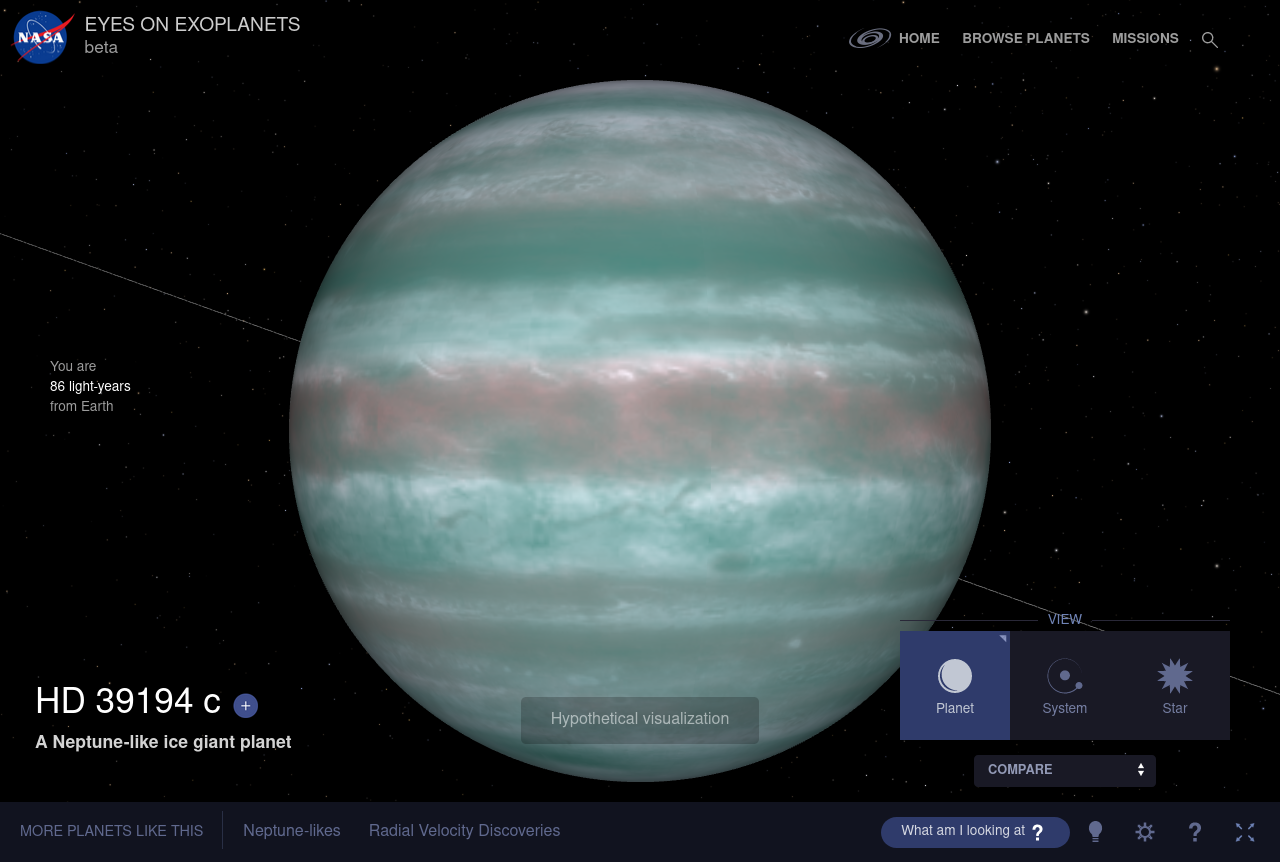 NASA
EYES ON EXOPLANETS
beta
HOME
BROWSE PLANETS
MISSIONS
You are
86 light-years
from Earth
VIEW
Planet
System
Star
HD 39194 c +
A Neptune-like ice giant planet
Hypothetical visualization
COMPARE
MORE PLANETS LIKE THIS
Neptune-likes
Radial Velocity Discoveries
What am I looking at ?
?